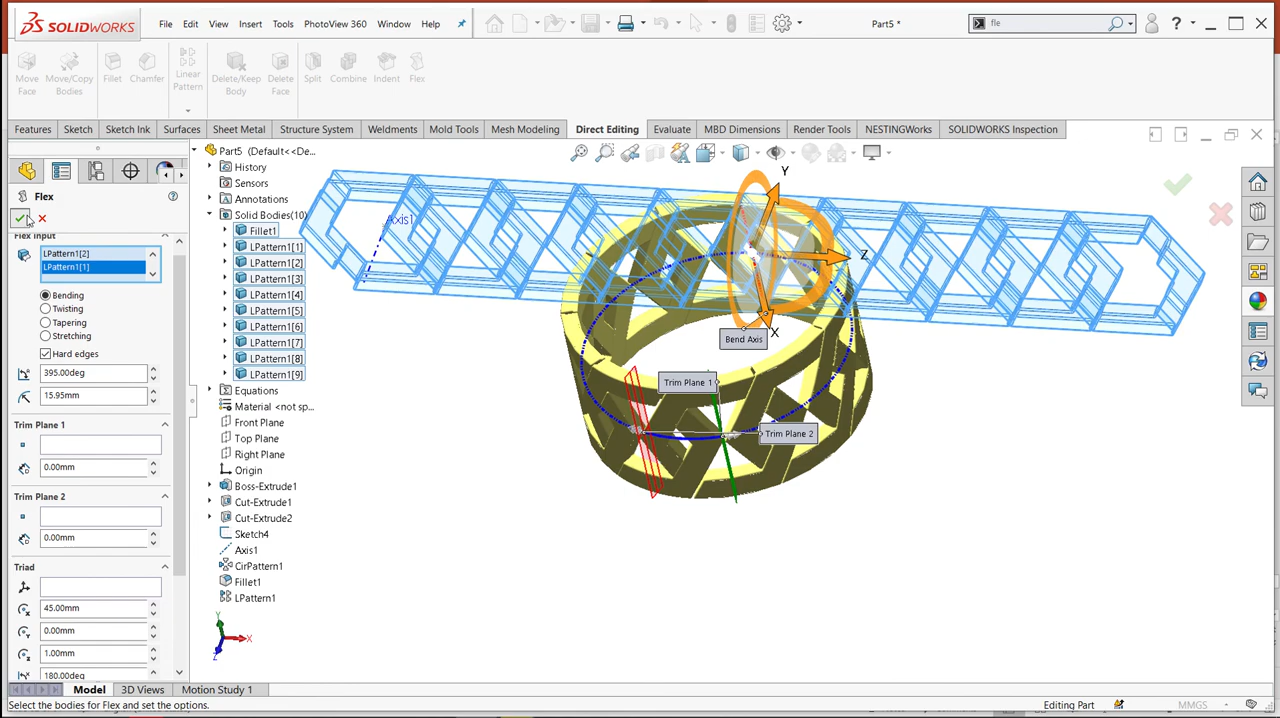 SOLIDWORKS File Edit View Insert Tools PhotoView 360 Window Help Part5 * fle
Move Face Move/Copy Bodies Fillet Chamfer Linear Pattern Delete/Keep Body Delete Face Split Combine Indent Flex
Features Sketch Sketch Ink Surfaces Sheet Metal Structure System Weldments Mold Tools Mesh Modeling Direct Editing Evaluate MBD Dimensions Render Tools NESTINGWorks SOLIDWORKS Inspection
Flex
Flex Input
LPattern1[2]
LPattern1[1]
Bending
Twisting
Tapering
Stretching
Hard edges
395.00deg
15.95mm
Trim Plane 1
0.00mm
Trim Plane 2
0.00mm
Triad
45.00mm
0.00mm
1.00mm
180.00deg
Part5 (Default<<De...
History
Sensors
Annotations
Solid Bodies(10)
Fillet1
LPattern1[1]
LPattern1[2]
LPattern1[3]
LPattern1[4]
LPattern1[5]
LPattern1[6]
LPattern1[7]
LPattern1[8]
LPattern1[9]
Equations
Material <not sp...
Front Plane
Top Plane
Right Plane
Origin
Boss-Extrude1
Cut-Extrude1
Cut-Extrude2
Sketch4
Axis1
CirPattern1
Fillet1
LPattern1
Axis1
Y
Z
X
Bend Axis
Trim Plane 1
Trim Plane 2
Y
X
Z
Model 3D Views Motion Study 1
Select the bodies for Flex and set the options. Editing Part MMGS